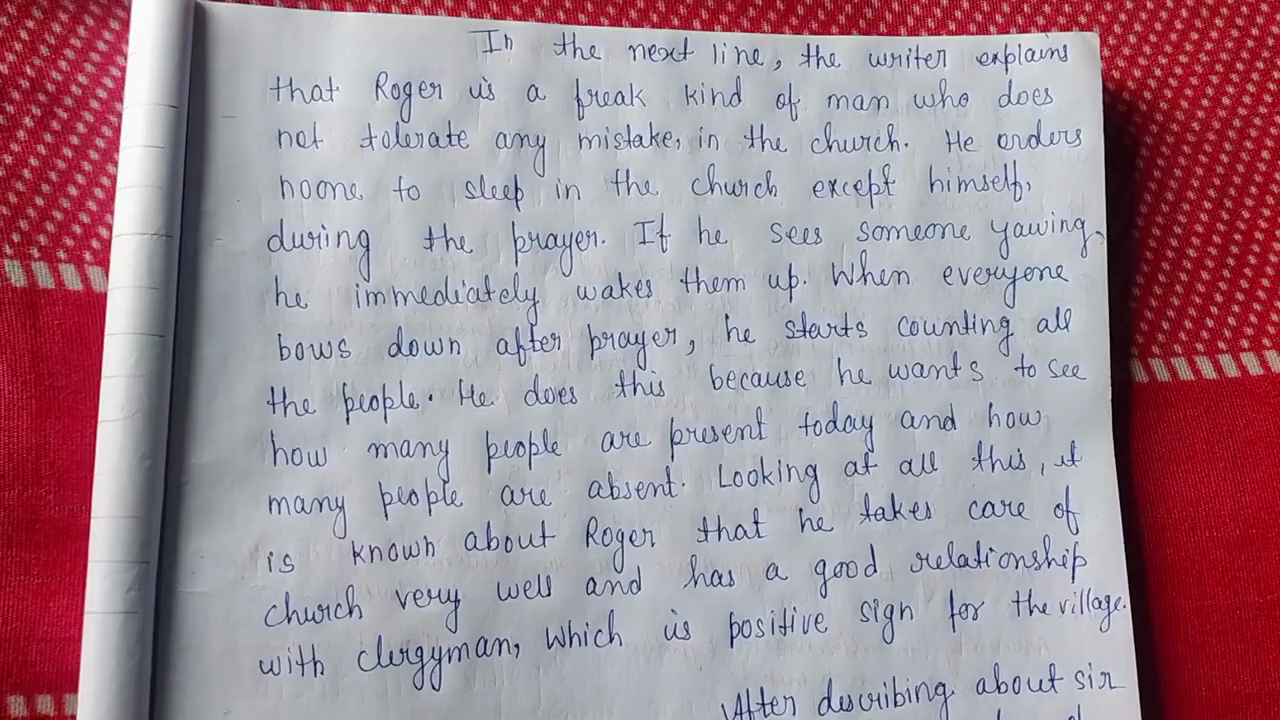 In the next line, the writer explains
that Roger is a freak kind of man who does
not tolerate any mistake, in the church. He orders
noone to sleep in the church except himself,
during the prayer. If he sees someone yawing,
he immediately wakes them up. When everyone
bows down after prayer, he starts counting all
the people. He does this because he wants to see
how many people are present today and how
many people are absent. Looking at all this, it
is known about Roger that he takes care of
church very well and has a good relationship
with clergyman, which is positive sign for the village.
After describing about sir